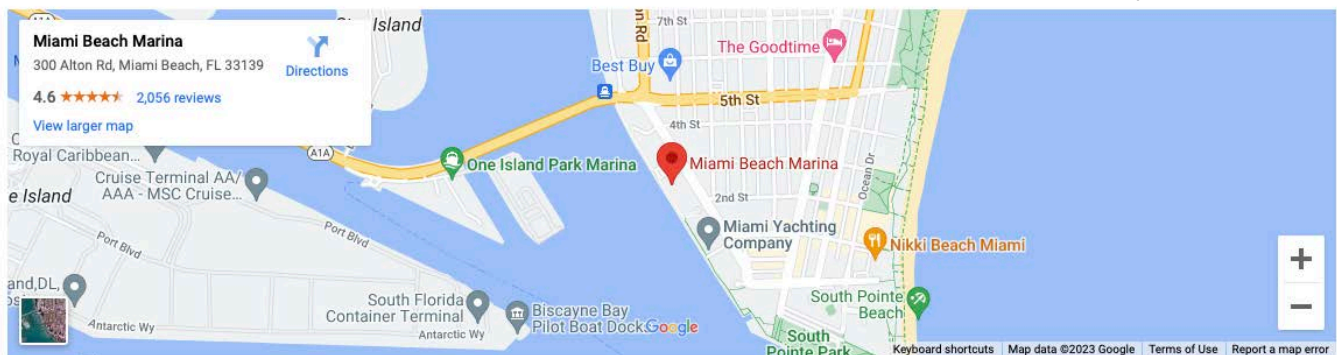 Miami Beach Marina
300 Alton Rd, Miami Beach, FL 33139
4.6
2,056 reviews
View larger map
Directions
Island
7th St
The Goodtime
Best Buy
5th St
4th St
A1A
One Island Park Marina
Miami Beach Marina
Royal Caribbean...
Cruise Terminal AA/
AAA - MSC Cruise...
e Island
2nd St
Ocean Dr
Miami Yachting
Company
Nikki Beach Miami
Port Blvd
Port Blvd
and,DL,
South Florida
Container Terminal
Biscayne Bay
Pilot Boat Dock
Google
South Pointe
Beach
South
Pointe Park
Antarctic Wy
Antarctic Wy
+
−
Keyboard shortcuts
Map data ©2023 Google
Terms of Use
Report a map error